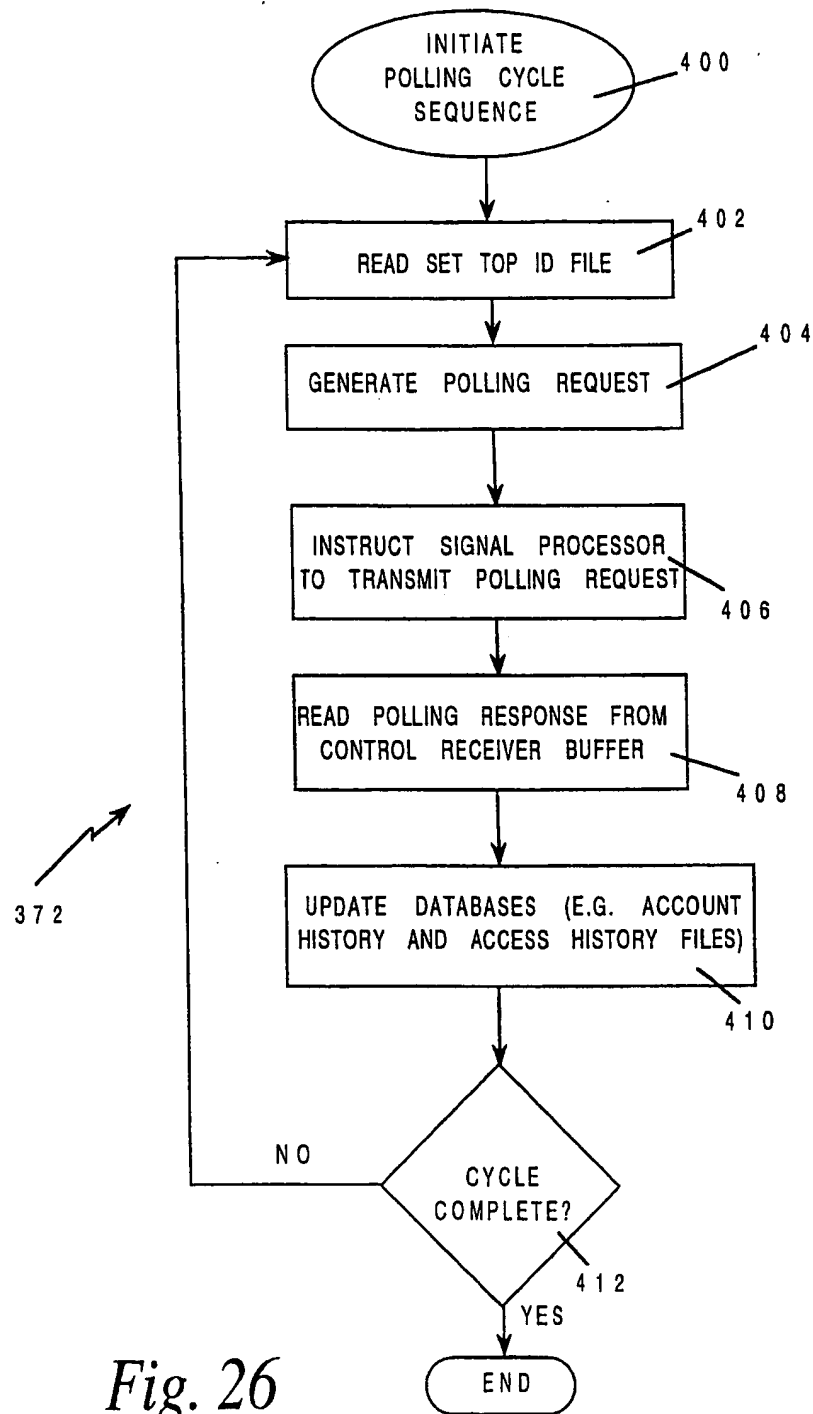 INITIATE
POLLING CYCLE
SEQUENCE
400
402
READ SET TOP ID FILE
404
GENERATE POLLING REQUEST
INSTRUCT SIGNAL PROCESSOR
TO TRANSMIT POLLING REQUEST
406
READ POLLING RESPONSE FROM
CONTROL RECEIVER BUFFER
408
372
UPDATE DATABASES (E.G. ACCOUNT
HISTORY AND ACCESS HISTORY FILES)
410
NO
CYCLE
COMPLETE?
412
YES
END
Fig. 26